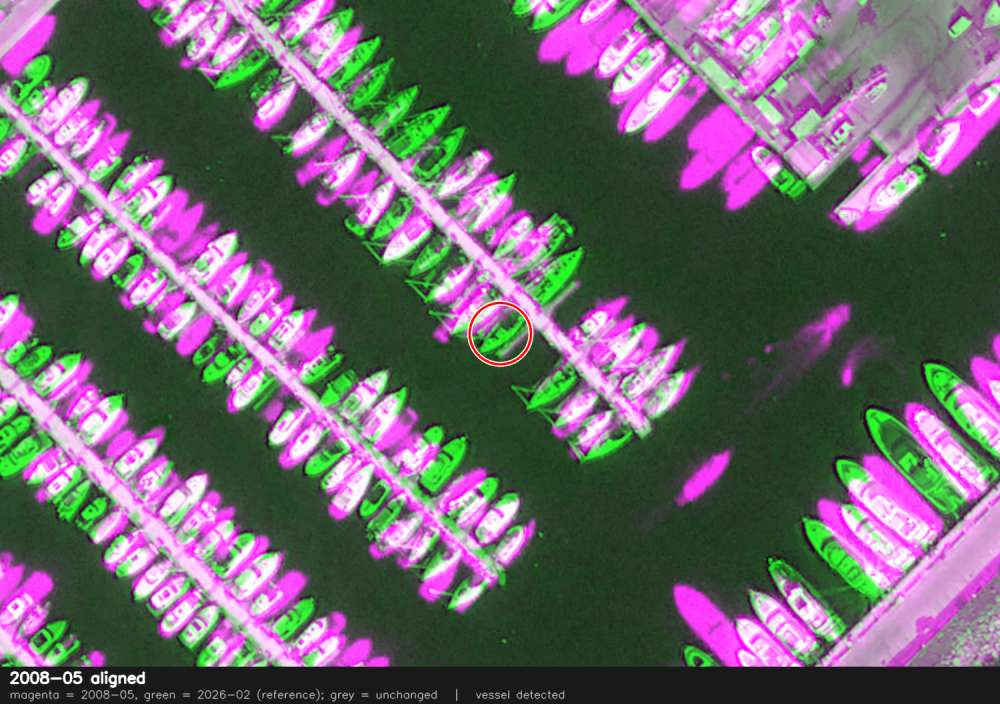 2008-05 aligned
magenta = 2008-05, green = 2026-02 (reference); grey = unchanged | vessel detected